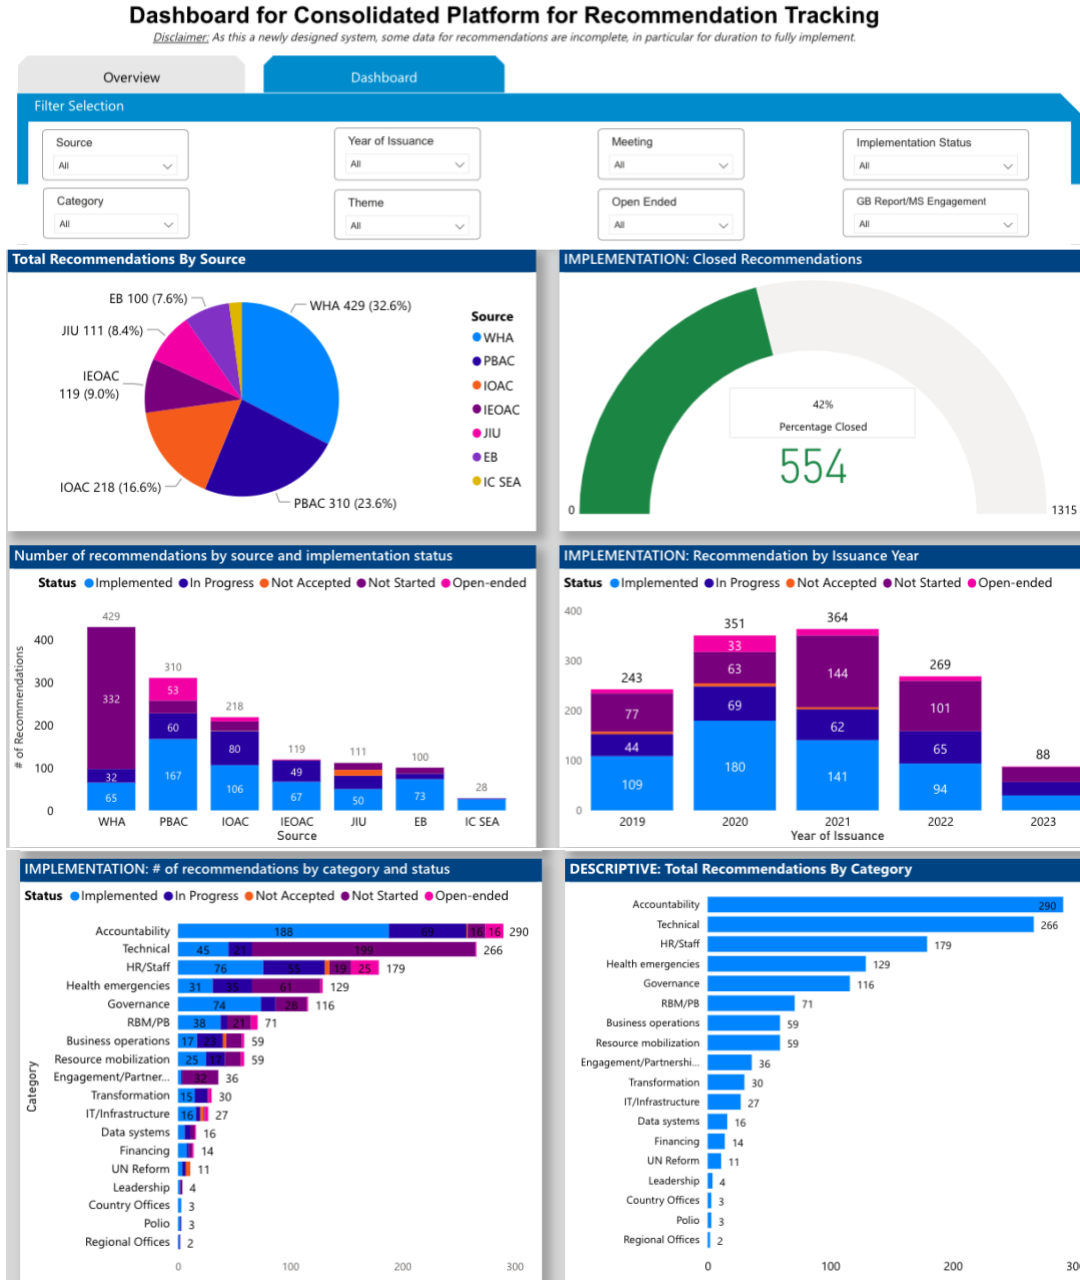 Dashboard for Consolidated Platform for Recommendation Tracking
Disclaimer: As this a newly designed system, some data for recommendations are incomplete, in particular for duration to fully implement.
Overview
Dashboard
Filter Selection
Source
All
Year of Issuance
All
Meeting
All
Implementation Status
All
Category
All
Theme
All
Open Ended
All
GB Report/MS Engagement
All
Total Recommendations By Source
EB 100 (7.6%)
WHA 429 (32.6%)
JIU 111 (8.4%)
IEOAC
119 (9.0%)
IOAC 218 (16.6%)
PBAC 310 (23.6%)
Source
WHA
PBAC
IOAC
IEOAC
JIU
EB
IC SEA
IMPLEMENTATION: Closed Recommendations
42%
Percentage Closed
554
0
1315
Number of recommendations by source and implementation status
Status Implemented In Progress Not Accepted Not Started Open-ended
# of Recommendations
400
300
200
100
0
429
332
32
65
310
53
60
167
218
80
106
119
49
67
111
50
100
73
28
WHA PBAC IOAC IEOAC JIU EB IC SEA
Source
IMPLEMENTATION: Recommendation by Issuance Year
Status Implemented In Progress Not Accepted Not Started Open-ended
400
300
200
100
0
243
77
44
109
351
33
63
69
180
364
144
62
141
269
101
65
94
88
2019 2020 2021 2022 2023
Year of Issuance
IMPLEMENTATION: # of recommendations by category and status
Status Implemented In Progress Not Accepted Not Started Open-ended
Category
Accountability 188 69 16 16 290
Technical 45 21 199 266
HR/Staff 76 55 19 25 179
Health emergencies 31 35 61 129
Governance 74 28 116
RBM/PB 38 21 71
Business operations 17 23 59
Resource mobilization 25 17 59
Engagement/Partner... 32 36
Transformation 15 30
IT/Infrastructure 16 27
Data systems 16
Financing 14
UN Reform 11
Leadership 4
Country Offices 3
Polio 3
Regional Offices 2
0 100 200 300
DESCRIPTIVE: Total Recommendations By Category
Accountability 290
Technical 266
HR/Staff 179
Health emergencies 129
Governance 116
RBM/PB 71
Business operations 59
Resource mobilization 59
Engagement/Partnershi... 36
Transformation 30
IT/Infrastructure 27
Data systems 16
Financing 14
UN Reform 11
Leadership 4
Country Offices 3
Polio 3
Regional Offices 2
0 100 200